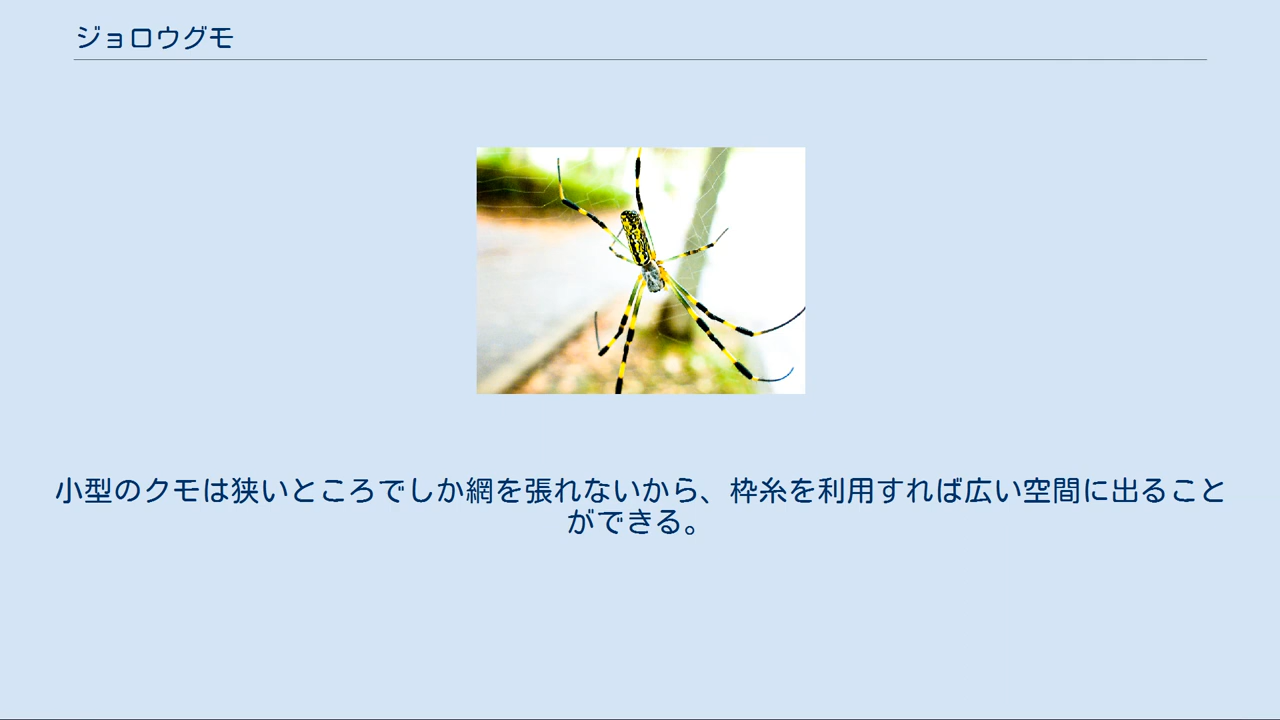 ジョロウグモ
小型のクモは狭いところでしか網を張れないから、枠糸を利用すれば広い空間に出ること
ができる。